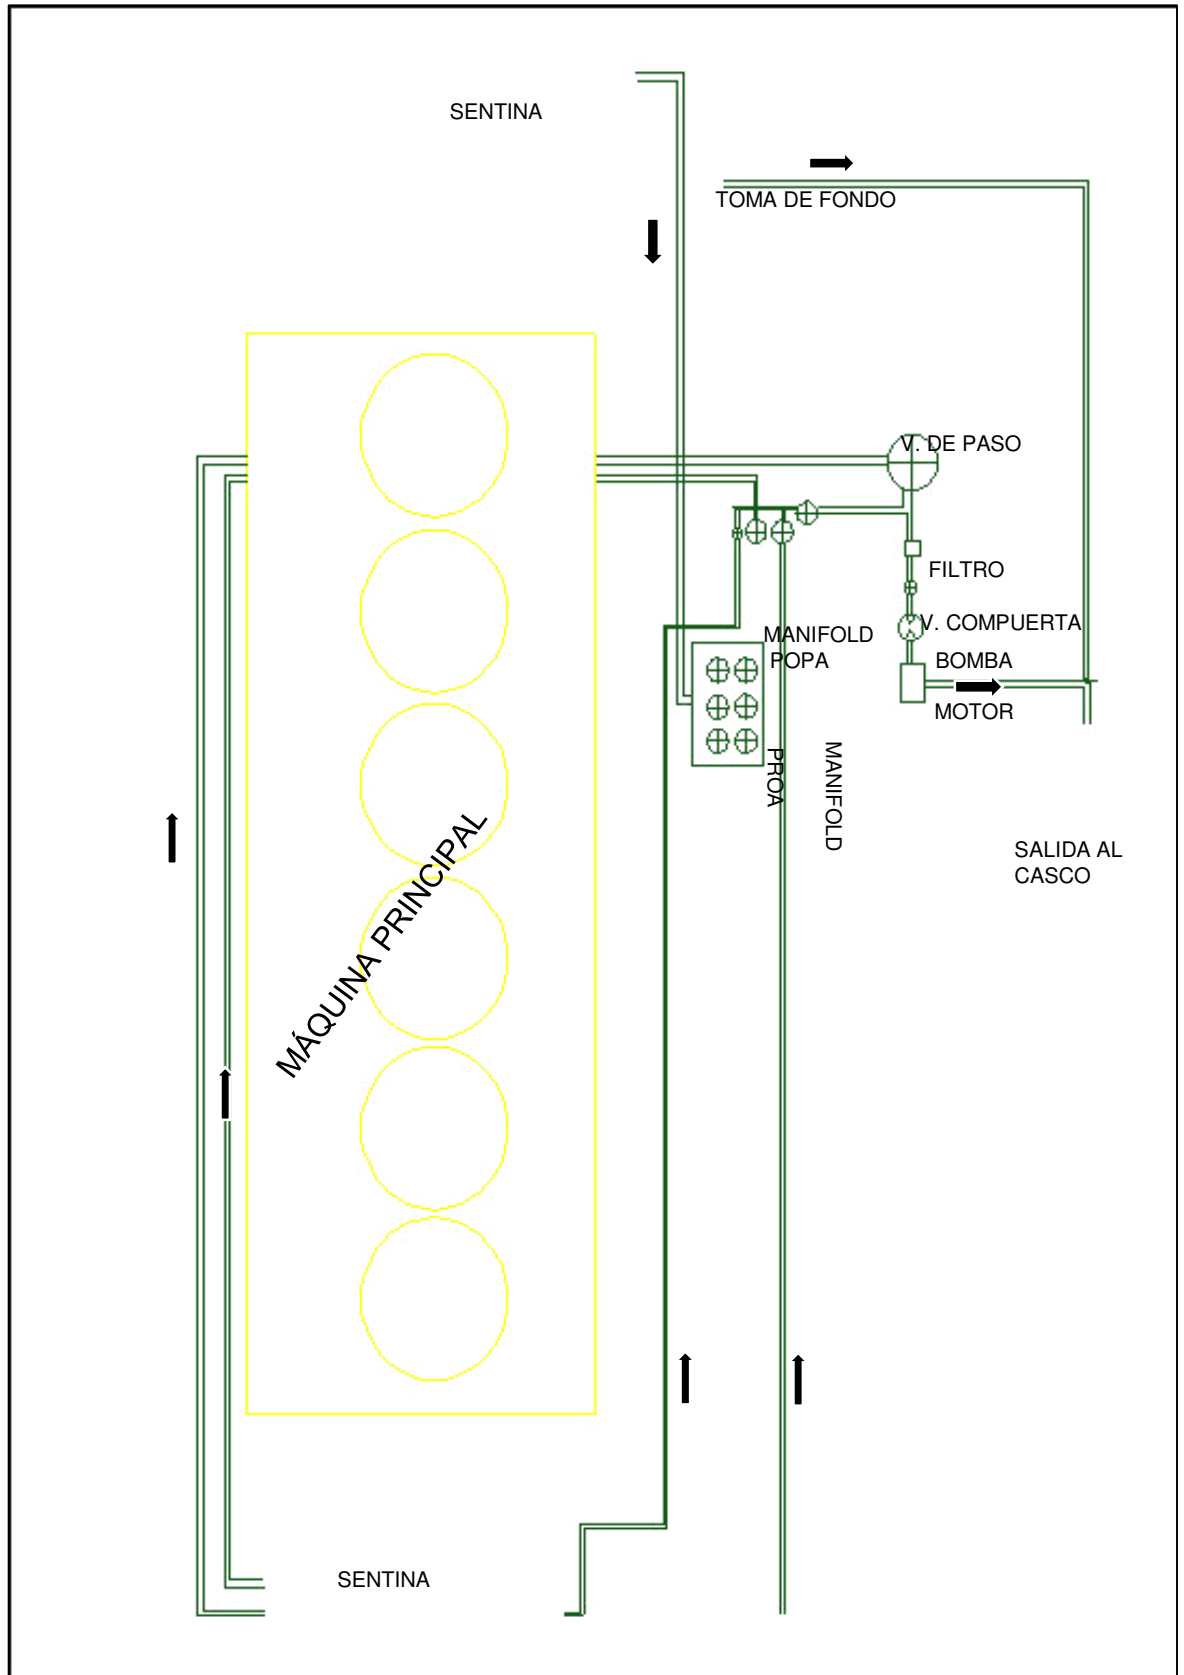 SENTINA
TOMA DE FONDO
V. DE PASO
FILTRO
V. COMPUERTA
MANIFOLD
POPA
BOMBA
MOTOR
PROA
MANIFOLD
SALIDA AL
CASCO
MÁQUINA PRINCIPAL
SENTINA